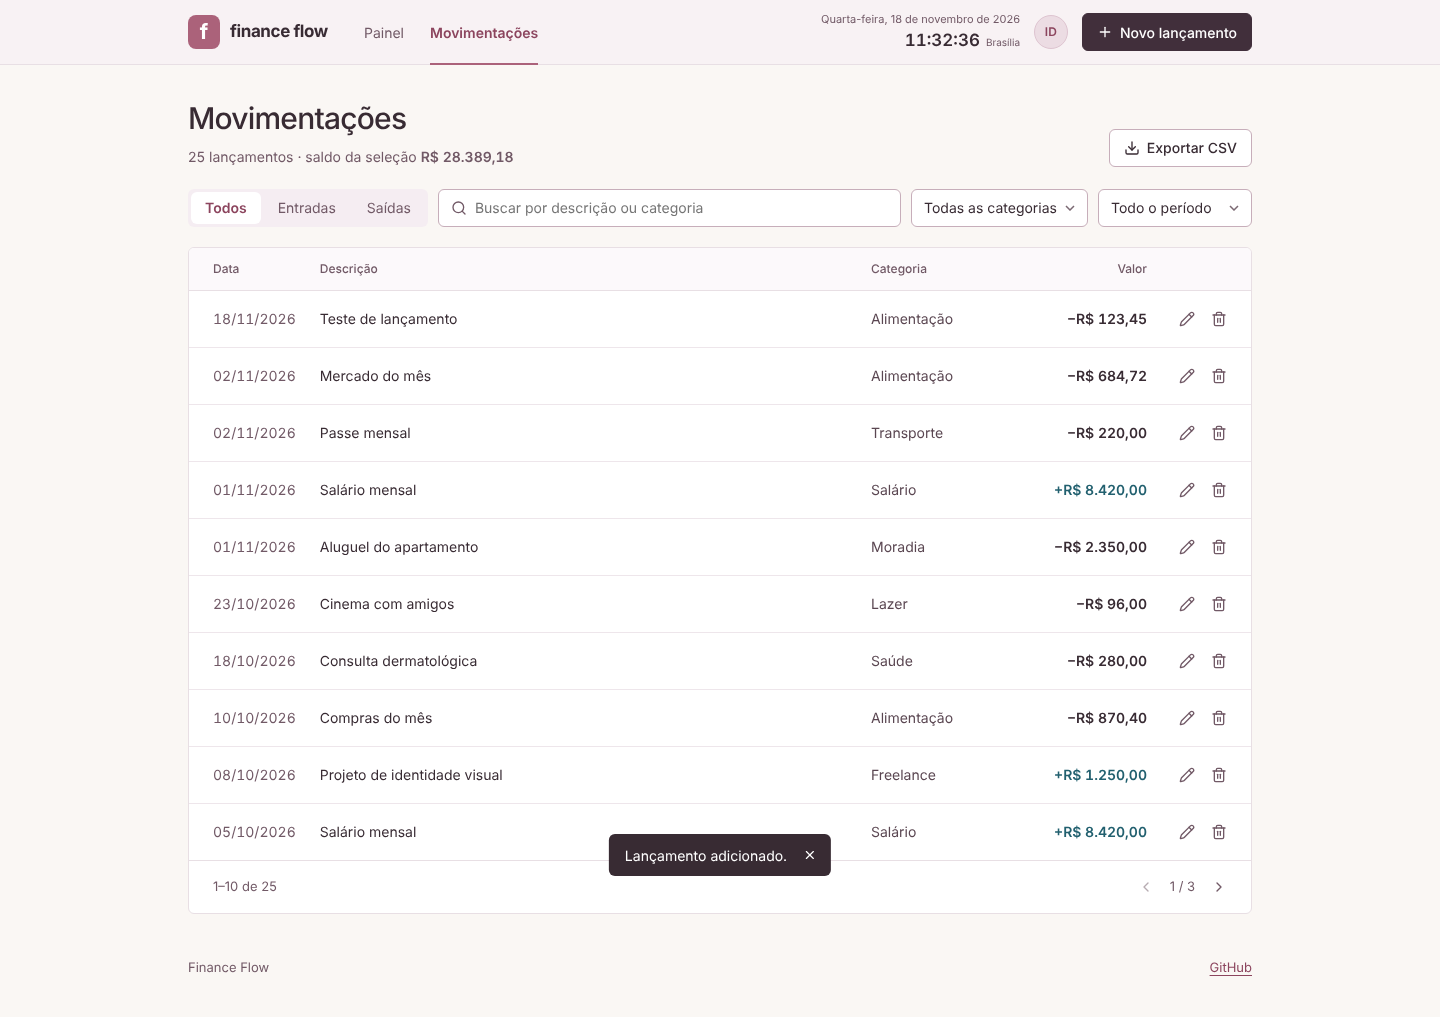 f finance flow
Painel
Movimentações
Quarta-feira, 18 de novembro de 2026
11:32:36 Brasília
ID
Novo lançamento
Movimentações
25 lançamentos · saldo da seleção R$ 28.389,18
Exportar CSV
Todos Entradas Saídas
Buscar por descrição ou categoria
Todas as categorias
Todo o período
Data Descrição Categoria Valor
18/11/2026 Teste de lançamento Alimentação −R$ 123,45
02/11/2026 Mercado do mês Alimentação −R$ 684,72
02/11/2026 Passe mensal Transporte −R$ 220,00
01/11/2026 Salário mensal Salário +R$ 8.420,00
01/11/2026 Aluguel do apartamento Moradia −R$ 2.350,00
23/10/2026 Cinema com amigos Lazer −R$ 96,00
18/10/2026 Consulta dermatológica Saúde −R$ 280,00
10/10/2026 Compras do mês Alimentação −R$ 870,40
08/10/2026 Projeto de identidade visual Freelance +R$ 1.250,00
05/10/2026 Salário mensal Salário +R$ 8.420,00
Lançamento adicionado.
1–10 de 25
1 / 3
Finance Flow
GitHub